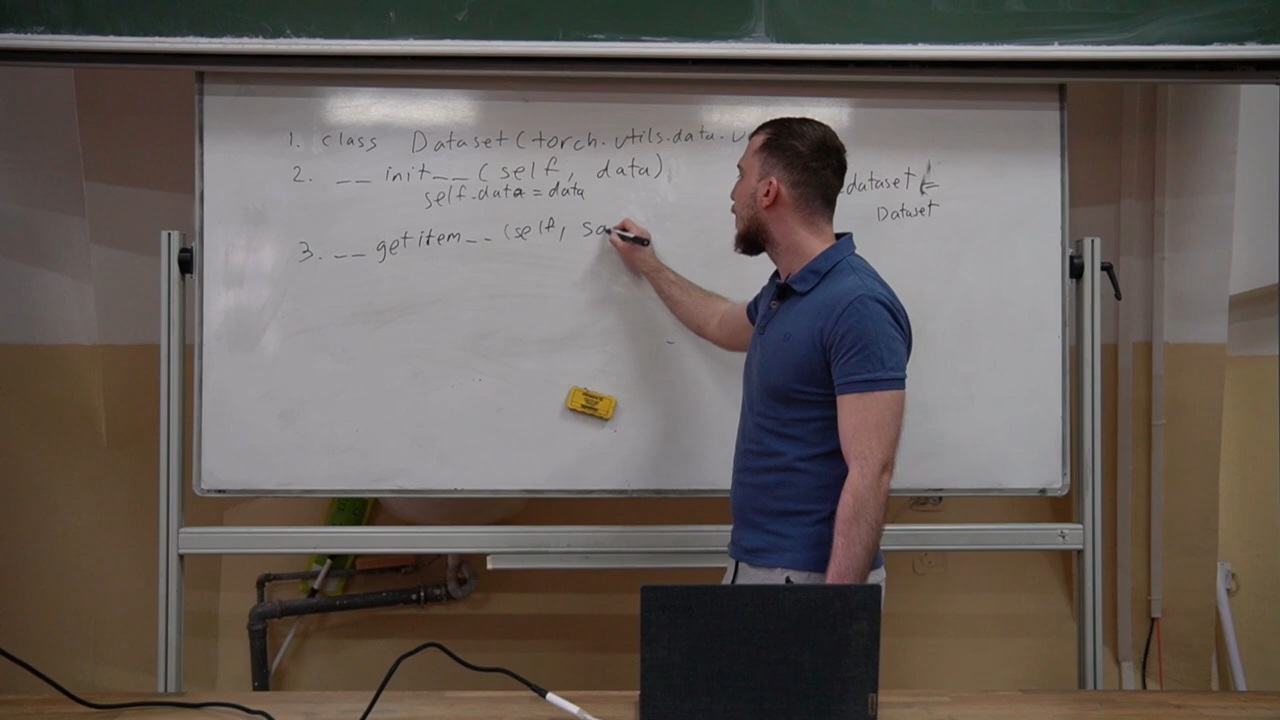 1. class Dataset(torch.utils.data.
2. __ init__ (self, data)
self.data = data
3. __ getitem__ (self, sa
dataset
Dataset